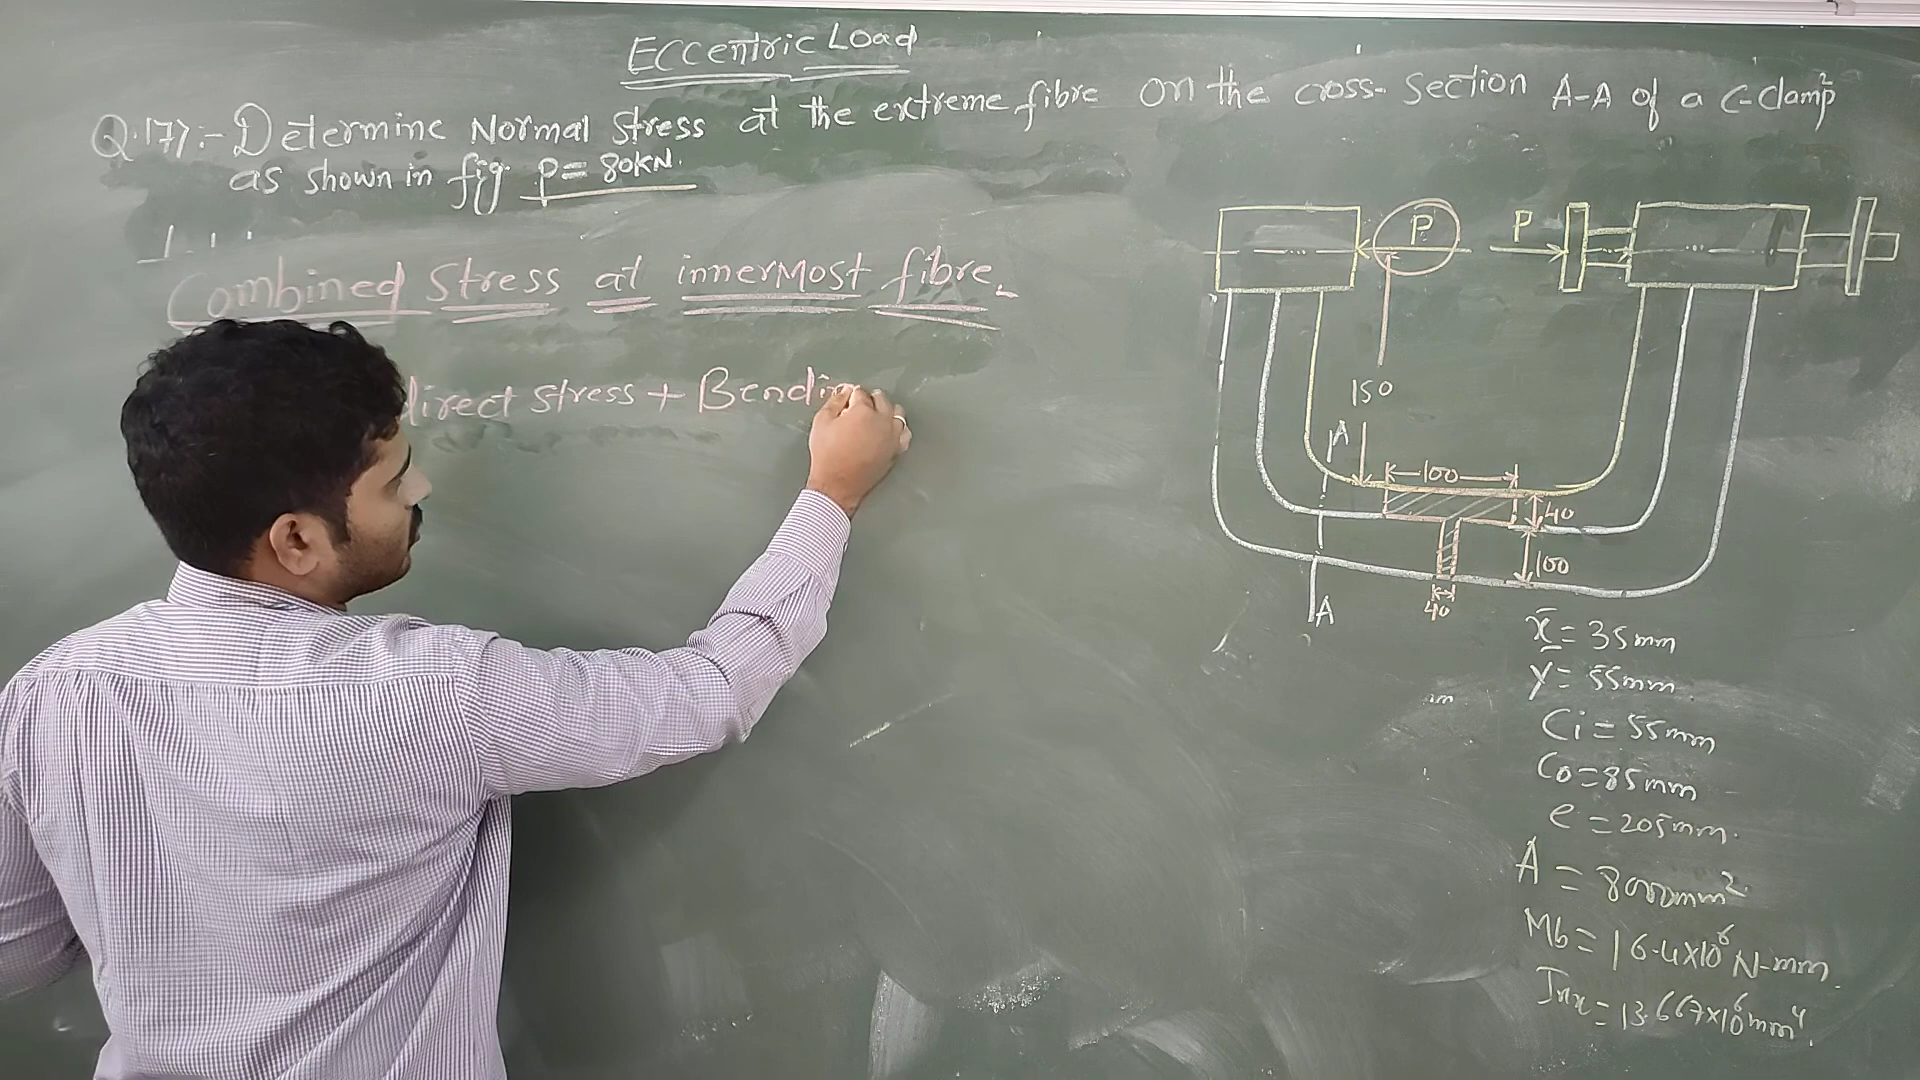 Eccentric Load
Q.17):- Determine Normal Stress at the extreme fibre on the cross-section A-A of a C-clamp
as shown in fig P= 80KN.
Combined Stress at innermost fibre.
direct stress + Bendin
P
P
150
A
100
40
100
40
A
x̄ = 35mm
y = 55mm
Ci = 55mm
Co = 85mm
e = 205mm.
A = 8000mm²
Mb = 16.4x10⁶ N-mm.
Ixx = 13.667x10⁶ mm⁴.